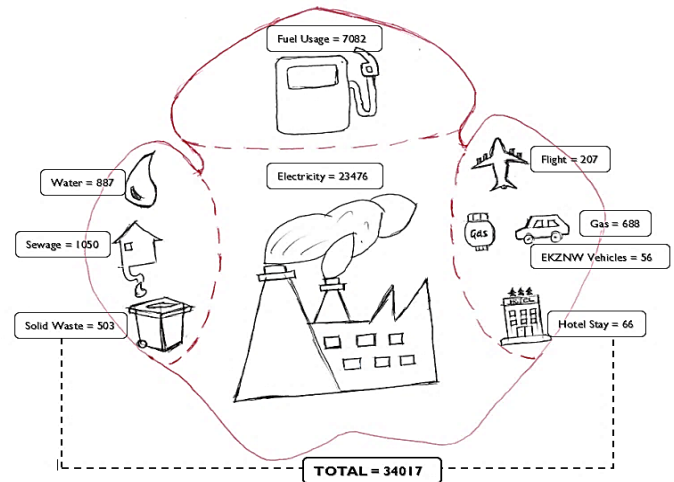 Fuel Usage = 7082
Electricity = 23476
Water = 887
Sewage = 1050
Solid Waste = 503
Flight = 207
Gas
Gas = 688
EKZNW Vehicles = 56
HOTEL
Hotel Stay = 66
TOTAL = 34017